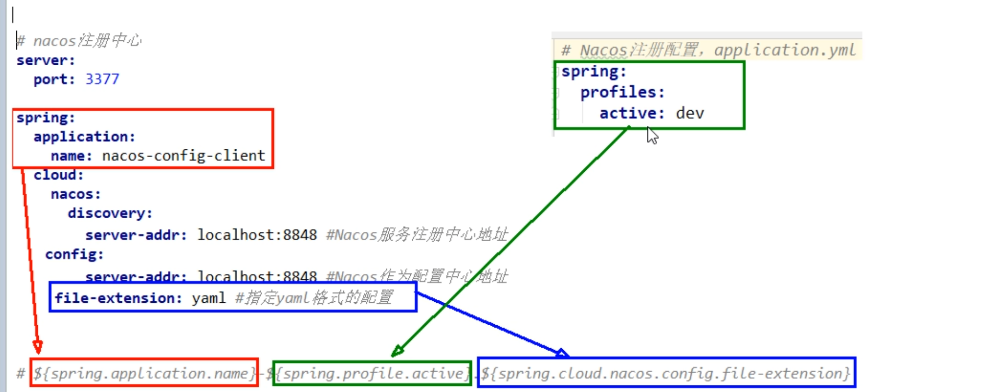 # nacos注册中心
server:
  port: 3377
spring:
  application:
    name: nacos-config-client
  cloud:
    nacos:
      discovery:
        server-addr: localhost:8848 #Nacos服务注册中心地址
      config:
        server-addr: localhost:8848 #Nacos作为配置中心地址
        file-extension: yaml #指定yaml格式的配置
# Nacos注册配置，application.yml
spring:
  profiles:
    active: dev
# ${spring.application.name}-${spring.profile.active}.${spring.cloud.nacos.config.file-extension}